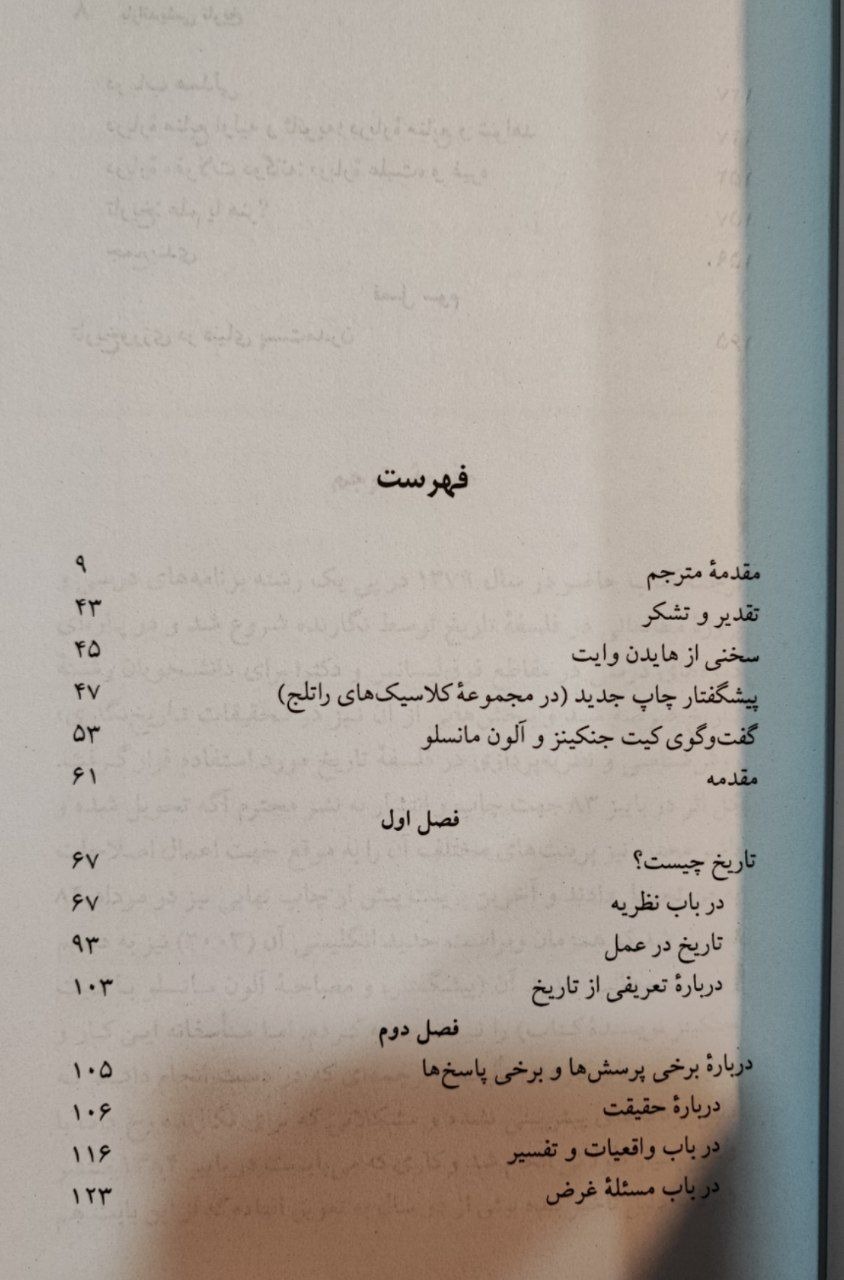 فهرست
مقدمهٔ مترجم ۹
تقدیر و تشکر ۴۳
سخنی از هایدن وایت ۴۵
پیشگفتار چاپ جدید (در مجموعهٔ کلاسیک‌های راتلج) ۴۷
گفت‌وگوی کیت جنکینز و آلون مانسلو ۵۳
مقدمه ۶۱
فصل اول
تاریخ چیست؟ ۶۷
در باب نظریه ۶۷
تاریخ در عمل ۹۳
دربارهٔ تعریفی از تاریخ ۱۰۳
فصل دوم
دربارهٔ برخی پرسش‌ها و برخی پاسخ‌ها ۱۰۵
دربارهٔ حقیقت ۱۰۶
در باب واقعیات و تفسیر ۱۱۶
در باب مسئلهٔ غرض ۱۲۳